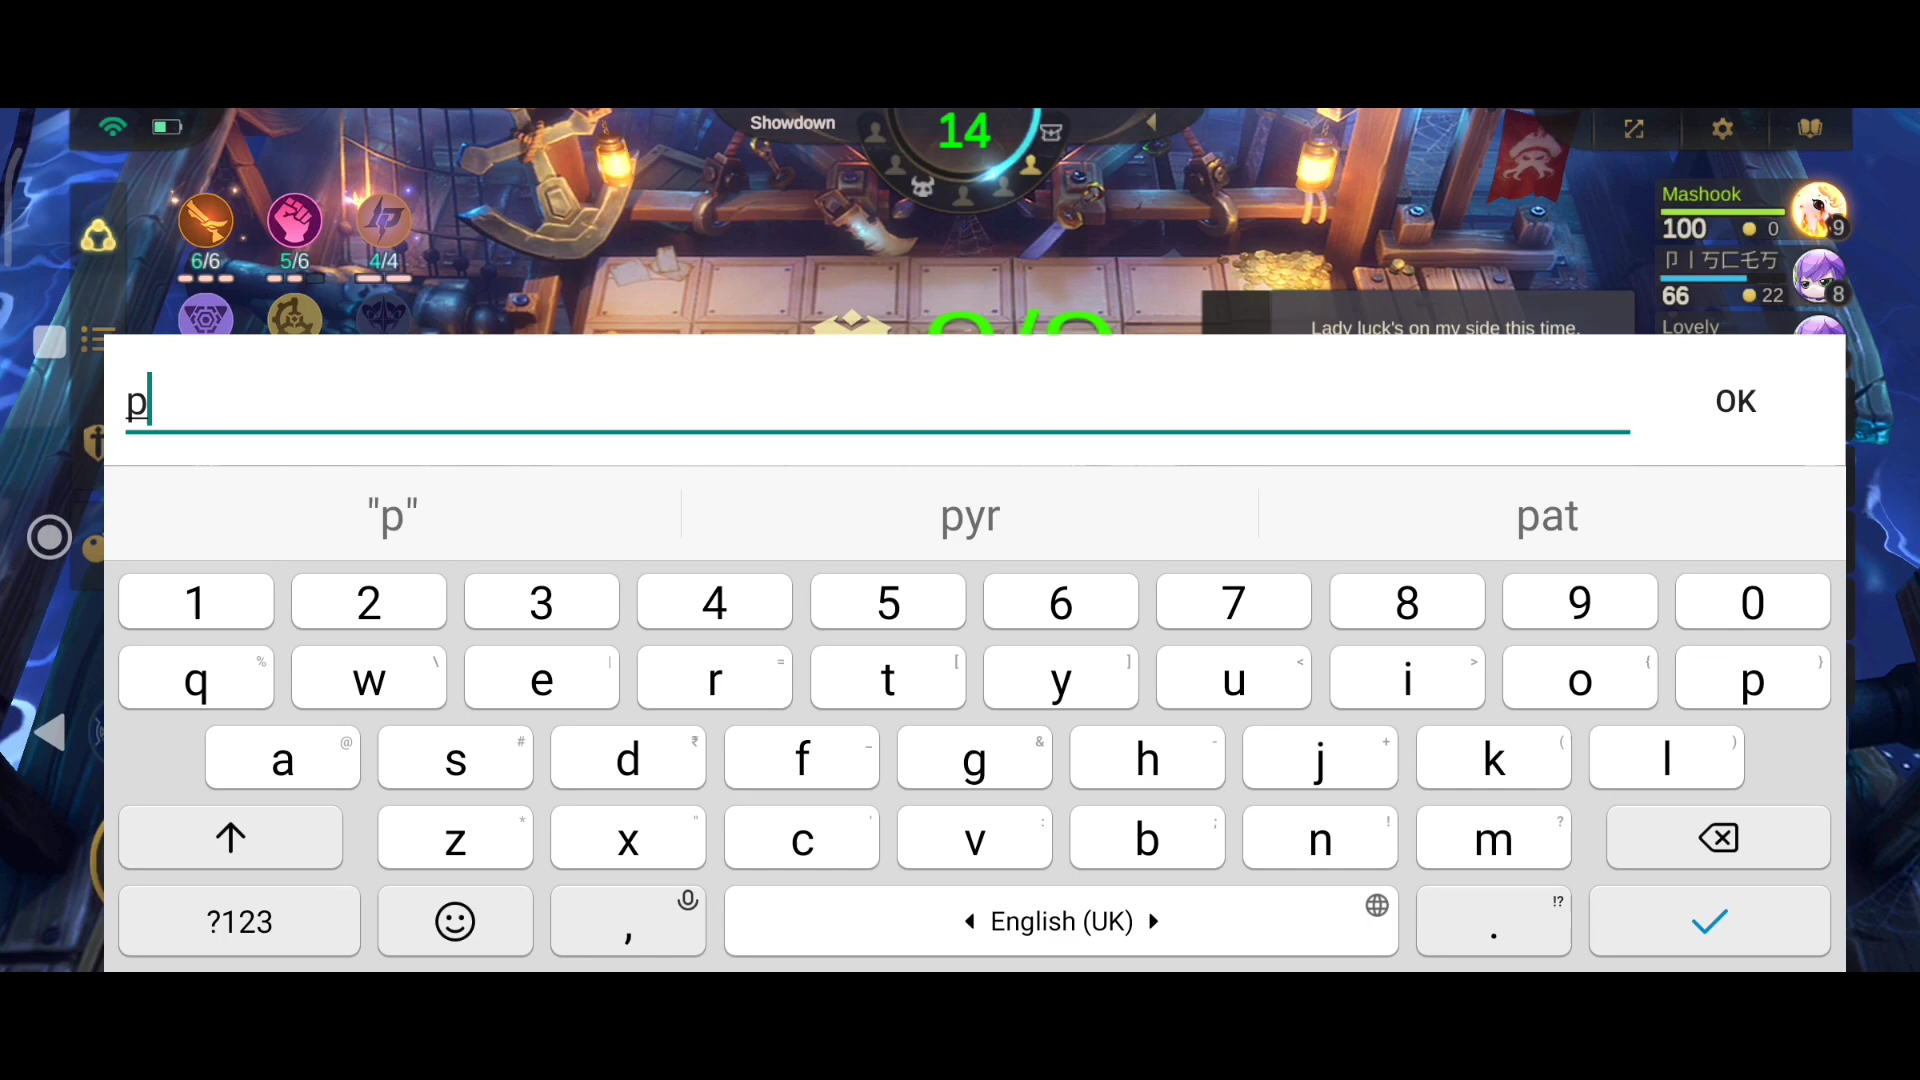 Showdown
14
6/6
5/6
4/4
Mashook
100
0
9
卩丨丂匚乇丂
66
22
8
Lovely
Lady luck's on my side this time.
p
OK
"p"
pyr
pat
1 2 3 4 5 6 7 8 9 0
q % w \ e | r = t [ y ] u < i > o { p }
a @ s # d ₹ f _ g & h - j + k ( l )
z * x " c ' v : b ; n ! m ?
?123
,
English (UK)
. !?